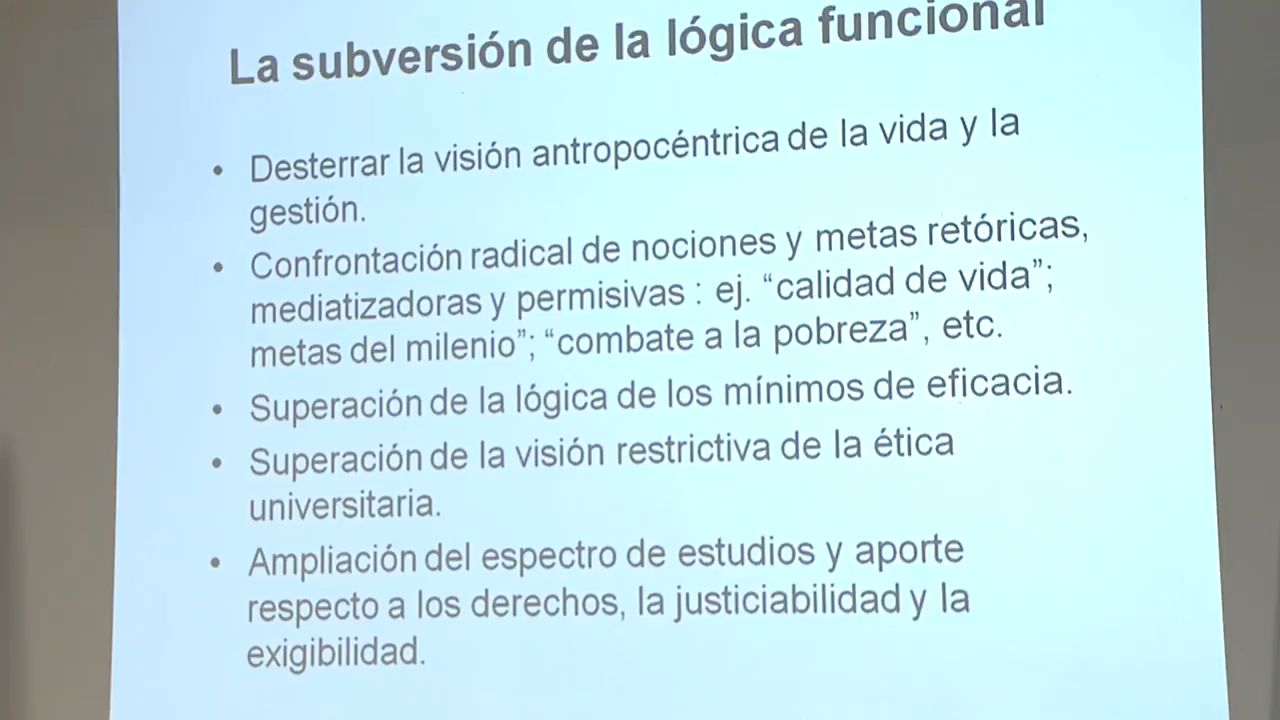 La subversión de la lógica funcional
• Desterrar la visión antropocéntrica de la vida y la
gestión.
• Confrontación radical de nociones y metas retóricas,
mediatizadoras y permisivas : ej. “calidad de vida”;
metas del milenio”; “combate a la pobreza”, etc.
• Superación de la lógica de los mínimos de eficacia.
• Superación de la visión restrictiva de la ética
universitaria.
• Ampliación del espectro de estudios y aporte
respecto a los derechos, la justiciabilidad y la
exigibilidad.